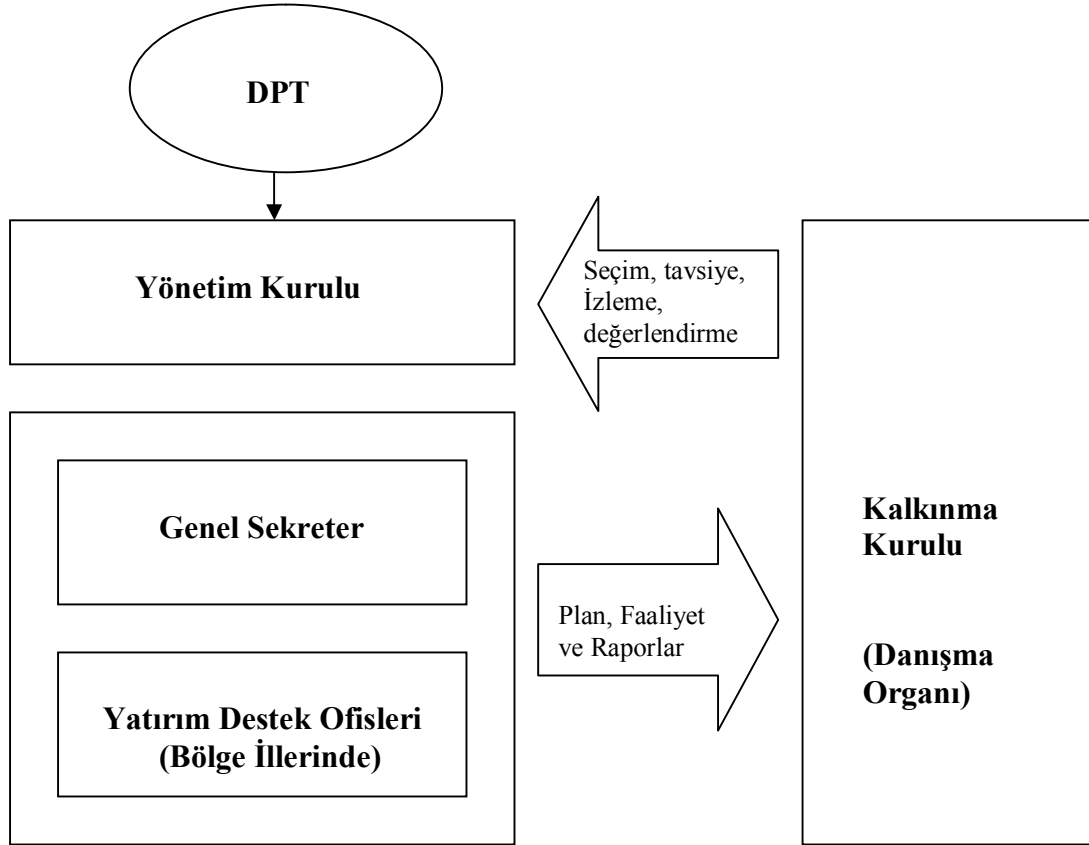 DPT
Yönetim Kurulu
Seçim, tavsiye,
İzleme,
değerlendirme
Genel Sekreter
Plan, Faaliyet
ve Raporlar
Yatırım Destek Ofisleri
(Bölge İllerinde)
Kalkınma
Kurulu
(Danışma
Organı)